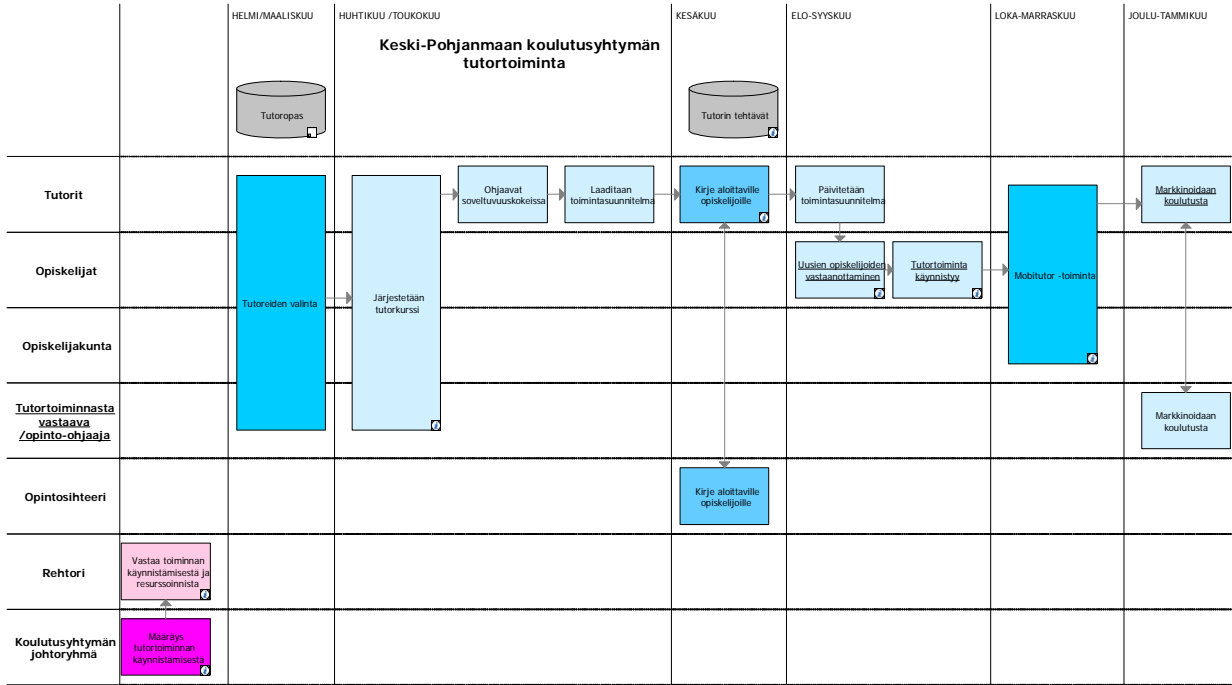 HELMI/MAALISKUU
HUHTIKUU /TOUKOKUU
KESÄKUU
ELO-SYYSKUU
LOKA-MARRASKUU
JOULU-TAMMIKUU
Keski-Pohjanmaan koulutusyhtymän
tutortoiminta
Tutoropas
Tutorin tehtävät
Tutorit
Ohjaavat
soveltuvuuskokeissa
Laaditaan
toimintasuunnitelma
Kirje aloittaville
opiskelijoille
Päivitetään
toimintasuunnitelma
Markkinoidaan
koulutusta
Opiskelijat
Tutoreiden valinta
Järjestetään
tutorkurssi
Uusien opiskelijoiden
vastaanottaminen
Tutortoiminta
käynnistyy
Mobitutor -toiminta
Opiskelijakunta
Tutortoiminnasta
vastaava
/opinto-ohjaaja
Markkinoidaan
koulutusta
Opintosihteeri
Kirje aloittaville
opiskelijoille
Rehtori
Vastaa toiminnan
käynnistämisestä ja
resurssoinnista
Koulutusyhtymän
johtoryhmä
Määräys
tutortoiminnan
käynnistämisestä